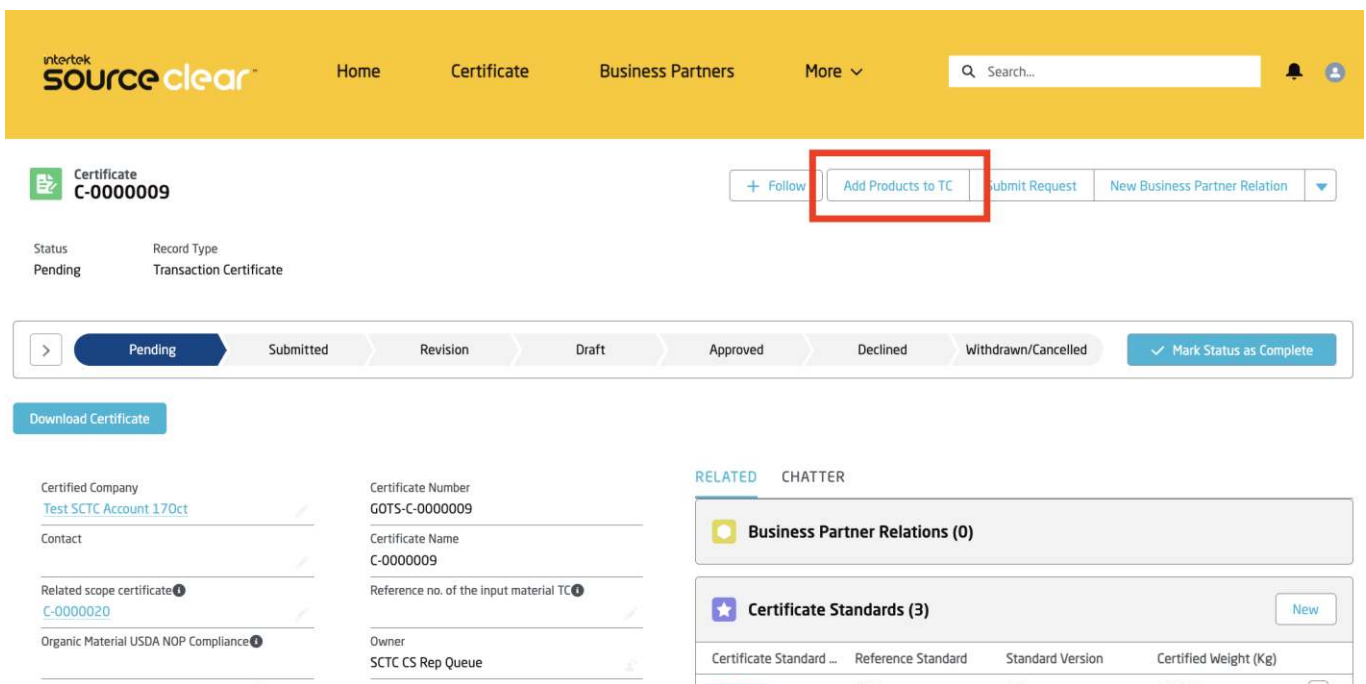 intertek
sourceclear™
Home Certificate Business Partners More Search...
Certificate
C-0000009
+ Follow Add Products to TC Submit Request New Business Partner Relation
Status Record Type
Pending Transaction Certificate
> Pending Submitted Revision Draft Approved Declined Withdrawn/Cancelled ✓ Mark Status as Complete
Download Certificate
RELATED CHATTER
Certified Company Certificate Number
Test SCTC Account 17Oct GOTS-C-0000009
Contact Certificate Name
C-0000009
Related scope certificate Reference no. of the input material TC
C-0000020
Organic Material USDA NOP Compliance Owner
SCTC CS Rep Queue
Business Partner Relations (0)
Certificate Standards (3) New
Certificate Standard ... Reference Standard Standard Version Certified Weight (Kg)